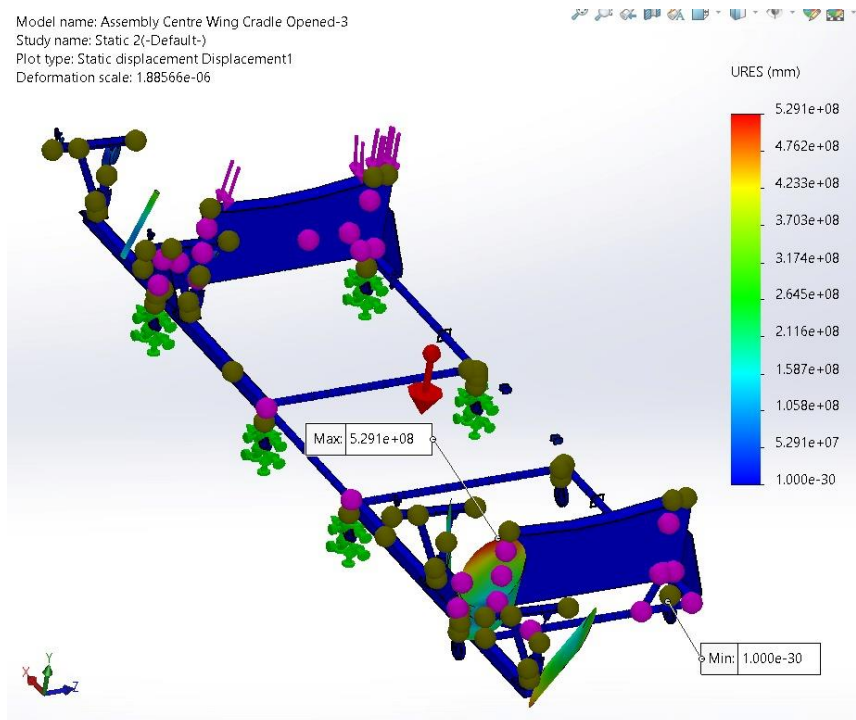 Model name: Assembly Centre Wing Cradle Opened-3
Study name: Static 2(-Default-)
Plot type: Static displacement Displacement1
Deformation scale: 1.88566e-06
URES (mm)
5.291e+08
4.762e+08
4.233e+08
3.703e+08
3.174e+08
2.645e+08
2.116e+08
1.587e+08
1.058e+08
5.291e+07
1.000e-30
Max: 5.291e+08
Min: 1.000e-30
Y
X
Z